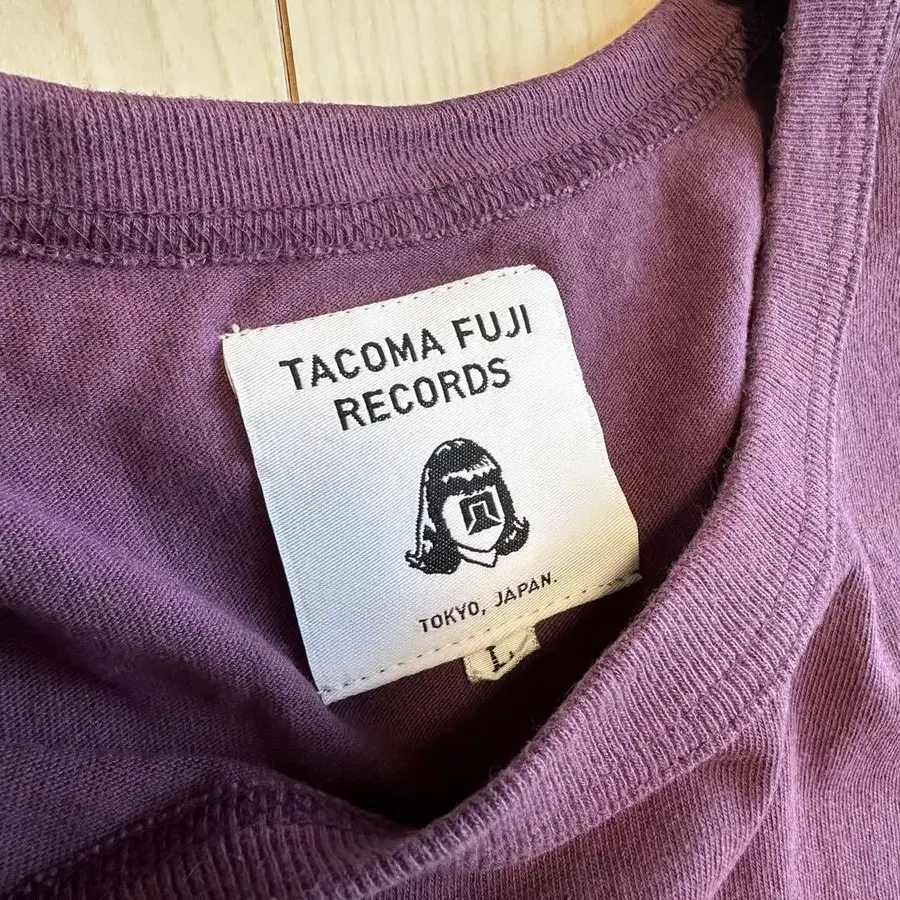 TACOMA FUJI
RECORDS
TOKYO, JAPAN.
L